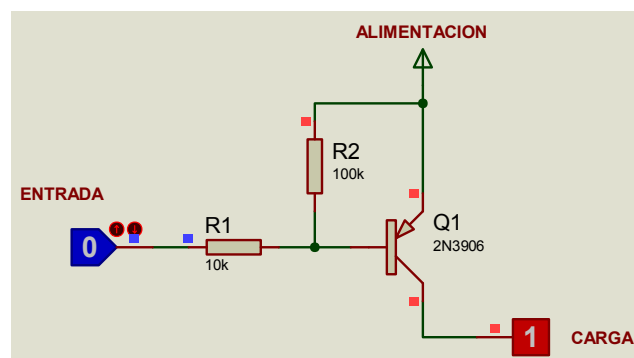 ALIMENTACION
R2
100k
ENTRADA
0
R1
10k
Q1
2N3906
1
CARGA